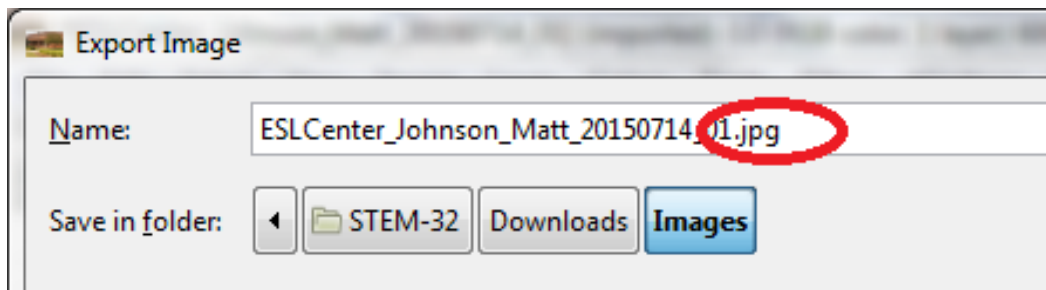 Export Image
Name: ESLCenter_Johnson_Matt_20150714_01.jpg
Save in folder: STEM-32 Downloads Images